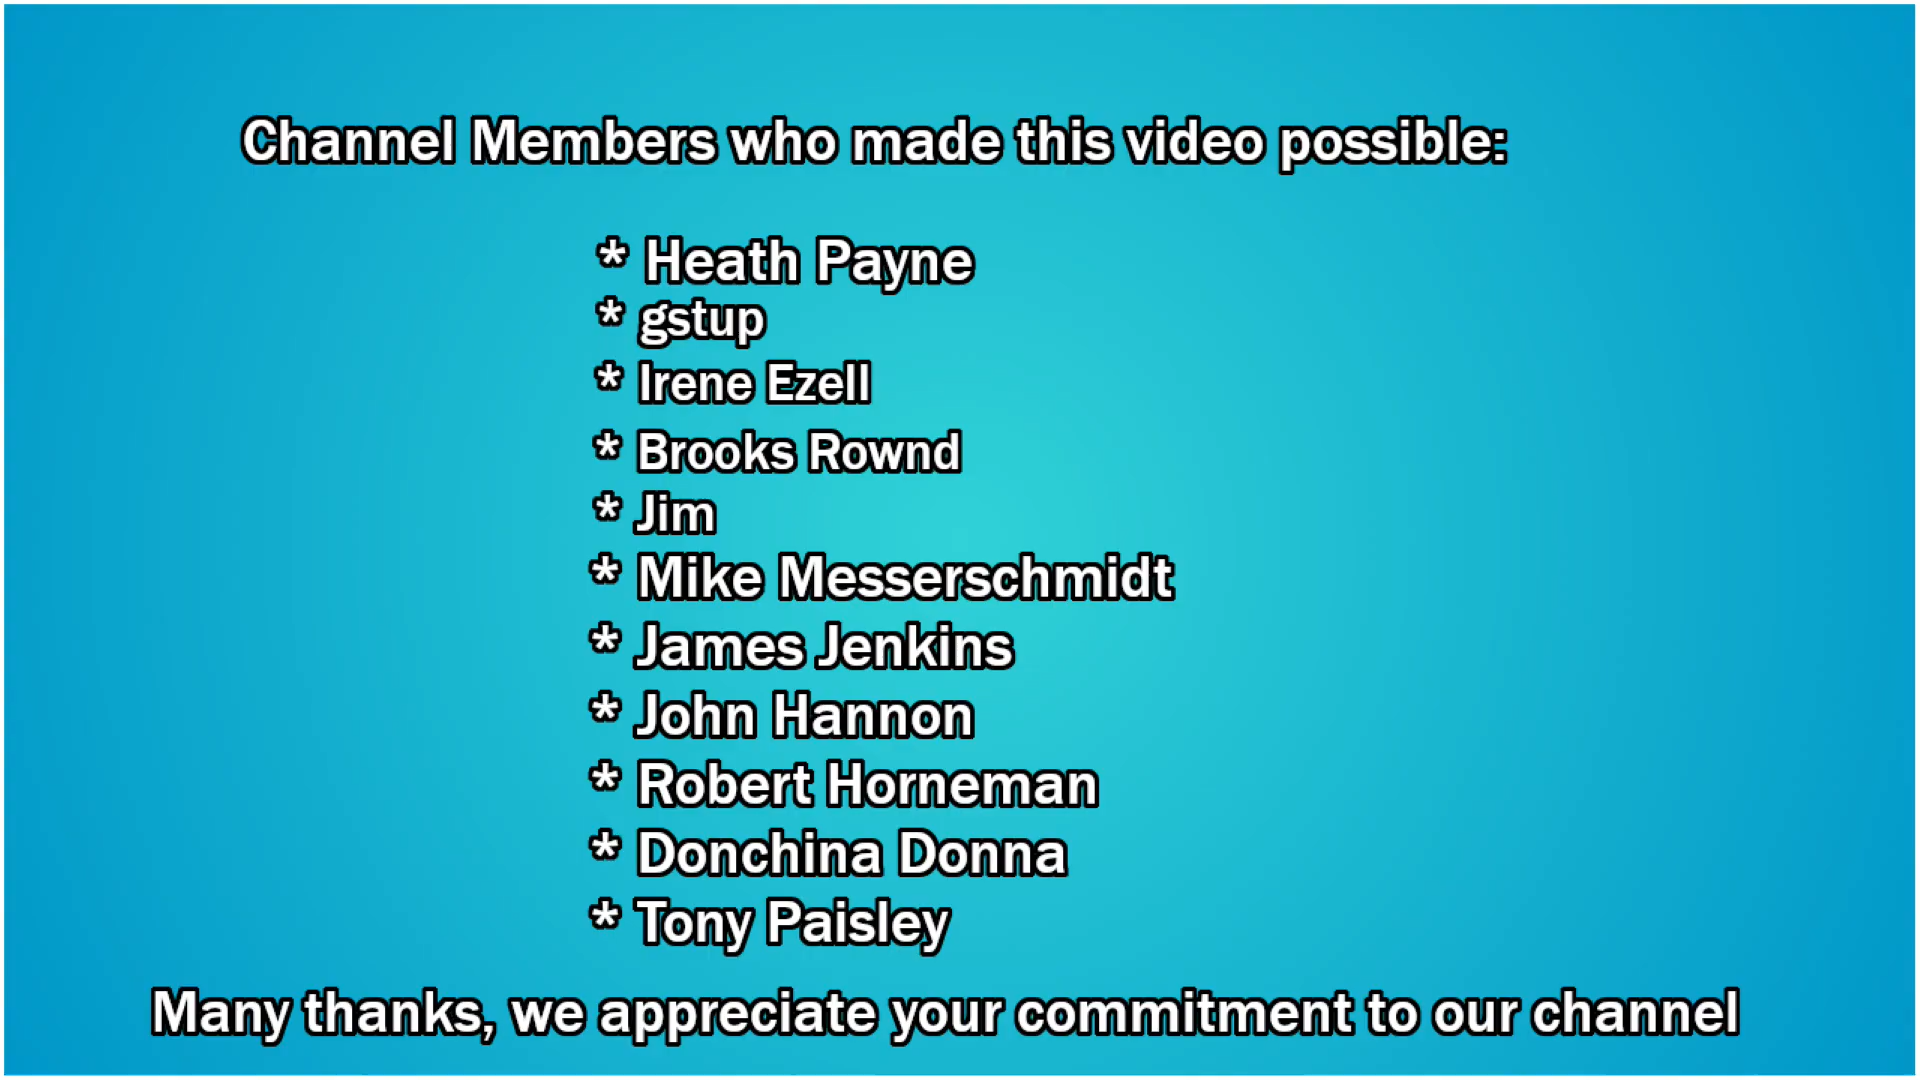 Channel Members who made this video possible:
* Heath Payne
* gstup
* Irene Ezell
* Brooks Rownd
* Jim
* Mike Messerschmidt
* James Jenkins
* John Hannon
* Robert Horneman
* Donchina Donna
* Tony Paisley
Many thanks, we appreciate your commitment to our channel